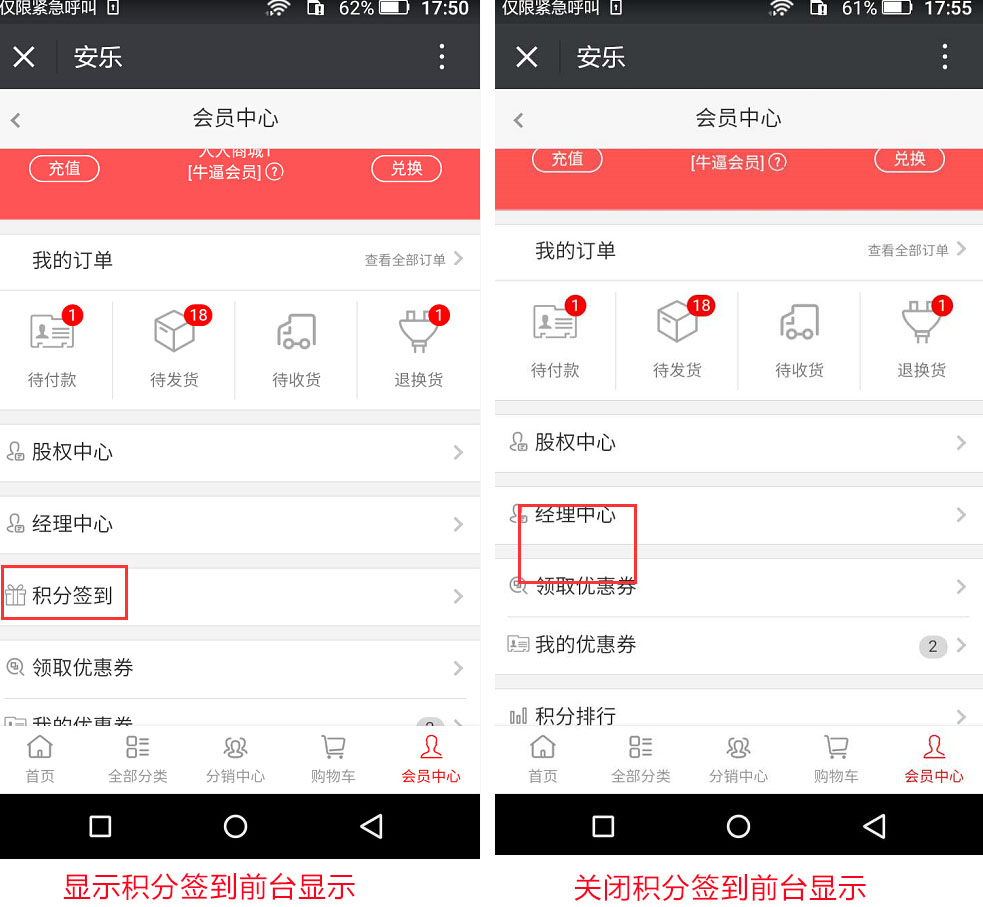 仅限紧急呼叫 62% 17:50
安乐
会员中心
充值 人人商城1 兑换
[牛逼会员] ?
我的订单 查看全部订单
1 18 1
待付款 待发货 待收货 退换货
股权中心
经理中心
积分签到
领取优惠券
我的优惠券 2
首页 全部分类 分销中心 购物车 会员中心
显示积分签到前台显示
仅限紧急呼叫 61% 17:55
安乐
会员中心
充值 [牛逼会员] ? 兑换
我的订单 查看全部订单
1 18 1
待付款 待发货 待收货 退换货
股权中心
经理中心
领取优惠券
我的优惠券 2
积分排行
首页 全部分类 分销中心 购物车 会员中心
关闭积分签到前台显示